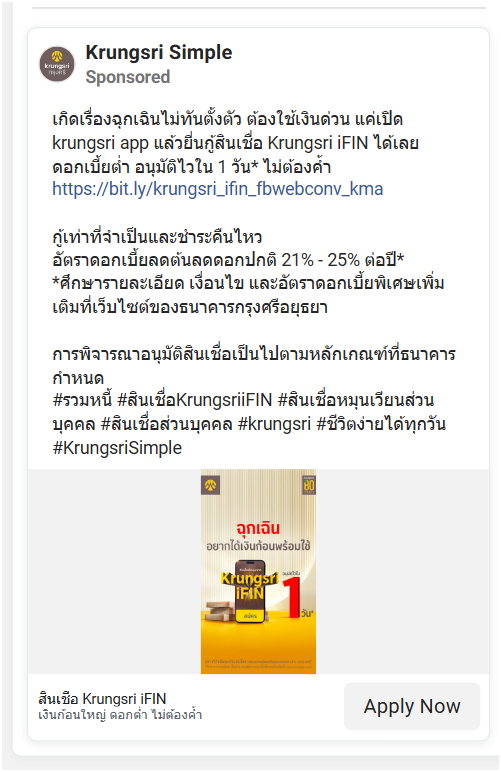 Krungsri Simple
Sponsored
เกิดเรื่องฉุกเฉินไม่ทันตั้งตัว ต้องใช้เงินด่วน แค่เปิด
krungsri app แล้วยื่นกู้สินเชื่อ Krungsri iFIN ได้เลย
ดอกเบี้ยต่ำ อนุมัติไวใน 1 วัน* ไม่ต้องค้ำ
https://bit.ly/krungsri_ifin_fbwebconv_kma
กู้เท่าที่จำเป็นและชำระคืนไหว
อัตราดอกเบี้ยลดต้นลดดอกปกติ 21% - 25% ต่อปี*
*ศึกษารายละเอียด เงื่อนไข และอัตราดอกเบี้ยพิเศษเพิ่ม
เติมที่เว็บไซต์ของธนาคารกรุงศรีอยุธยา
การพิจารณาอนุมัติสินเชื่อเป็นไปตามหลักเกณฑ์ที่ธนาคาร
กำหนด
#รวมหนี้ #สินเชื่อKrungsriiFIN #สินเชื่อหมุนเวียนส่วน
บุคคล #สินเชื่อส่วนบุคคล #krungsri #ชีวิตง่ายได้ทุกวัน
#KrungsriSimple
ฉุกเฉิน
อยากได้เงินก้อนพร้อมใช้
Krungsri
iFIN
สมัคร
1
วัน*
สินเชื่อ Krungsri iFIN
เงินก้อนใหญ่ ดอกต่ำ ไม่ต้องค้ำ
Apply Now
krungsri
กรุงศรี